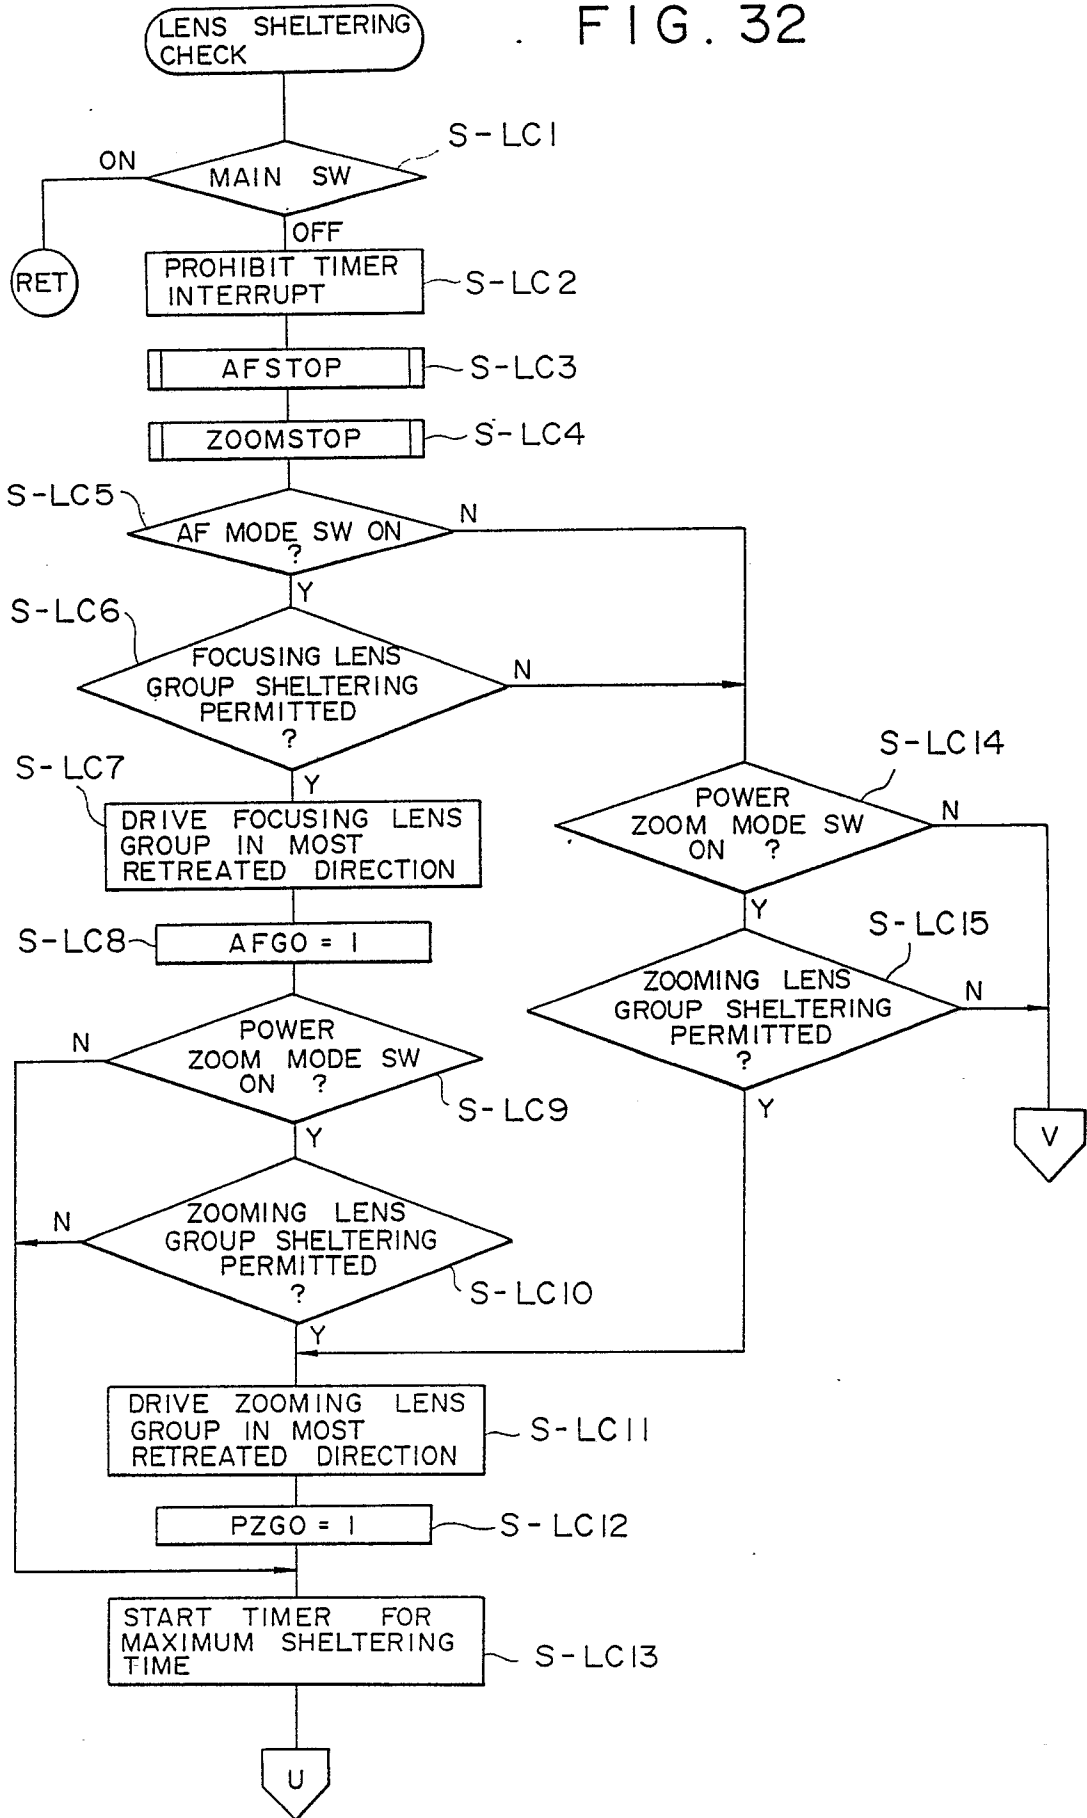 FIG. 32
LENS SHELTERING
CHECK
S-LC1
ON
MAIN SW
OFF
RET
PROHIBIT TIMER
INTERRUPT
S-LC2
AFSTOP
S-LC3
ZOOMSTOP
S-LC4
S-LC5
AF MODE SW ON
?
N
Y
S-LC6
FOCUSING LENS
GROUP SHELTERING
PERMITTED
?
N
Y
S-LC7
DRIVE FOCUSING LENS
GROUP IN MOST
RETREATED DIRECTION
S-LC8
AFGO = 1
POWER
ZOOM MODE SW
ON ?
N
S-LC9
Y
ZOOMING LENS
GROUP SHELTERING
PERMITTED
?
N
S-LC10
Y
S-LC14
POWER
ZOOM MODE SW
ON ?
N
Y
S-LC15
ZOOMING LENS
GROUP SHELTERING
PERMITTED
?
N
Y
V
DRIVE ZOOMING LENS
GROUP IN MOST
RETREATED DIRECTION
S-LC11
PZGO = 1
S-LC12
START TIMER FOR
MAXIMUM SHELTERING
TIME
S-LC13
U